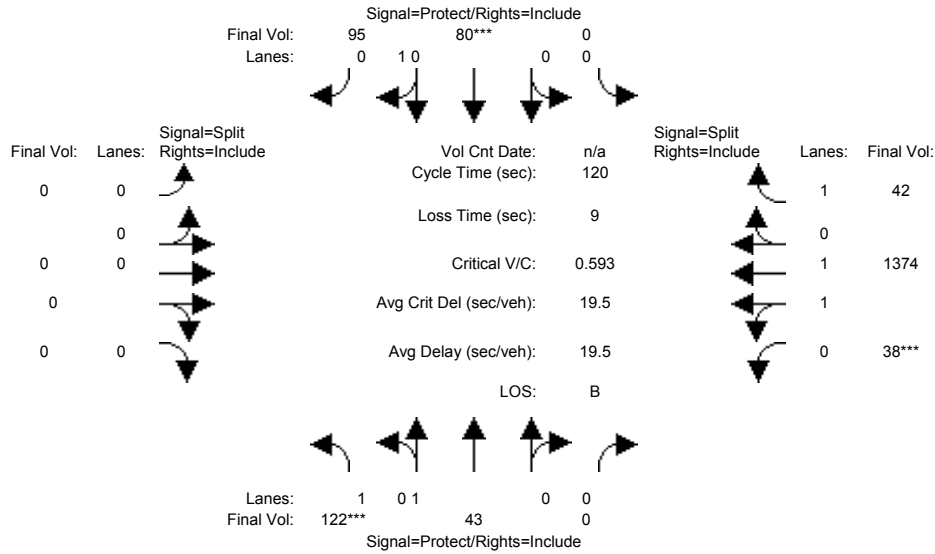 Signal=Protect/Rights=Include
Final Vol: 95 80*** 0
Lanes: 0 1 0 0 0
Signal=Split
Final Vol: Lanes: Rights=Include
Vol Cnt Date: n/a
Signal=Split
Rights=Include Lanes: Final Vol:
Cycle Time (sec): 120
0 0
1 42
Loss Time (sec): 9
0
0
0 0
Critical V/C: 0.593
1 1374
0
Avg Crit Del (sec/veh): 19.5
1
0 0
Avg Delay (sec/veh): 19.5
0 38***
LOS: B
Lanes: 1 0 1 0 0
Final Vol: 122*** 43 0
Signal=Protect/Rights=Include